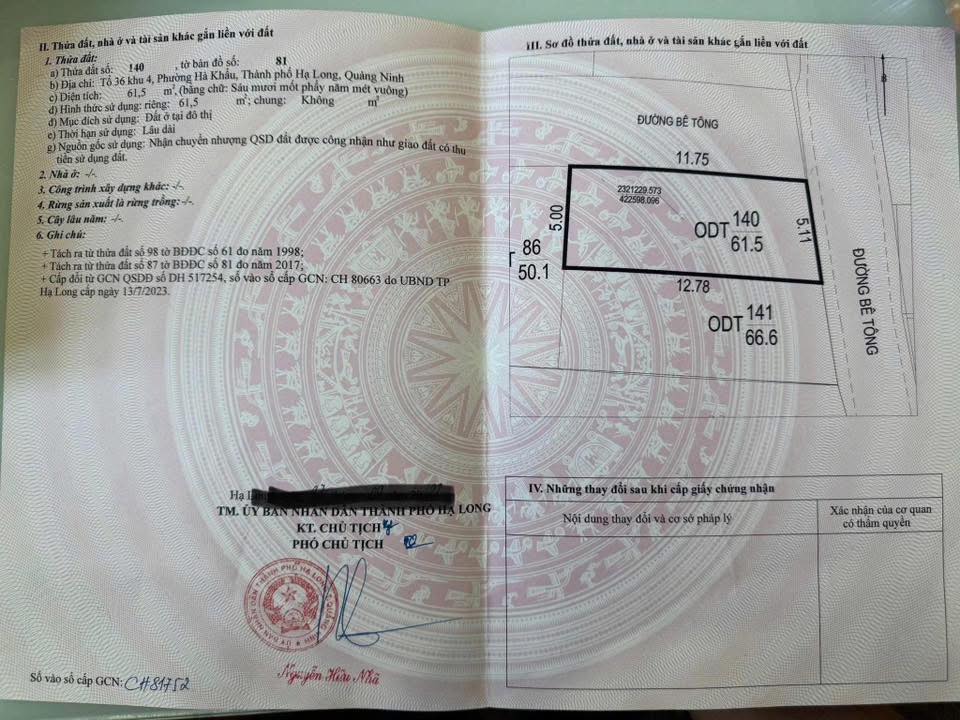 II. Thửa đất, nhà ở và tài sản khác gắn liền với đất
1. Thửa đất:
a) Thửa đất số: 140 , tờ bản đồ số: 81
b) Địa chỉ: Tổ 36 khu 4, Phường Hà Khẩu, Thành phố Hạ Long, Quảng Ninh
c) Diện tích: 61,5 m², (bằng chữ: Sáu mươi mốt phẩy năm mét vuông)
d) Hình thức sử dụng: riêng: 61,5 m²; chung: Không m²
đ) Mục đích sử dụng: Đất ở tại đô thị
e) Thời hạn sử dụng: Lâu dài
g) Nguồn gốc sử dụng: Nhận chuyển nhượng QSD đất được công nhận như giao đất có thu
tiền sử dụng đất.
2. Nhà ở: -/-
3. Công trình xây dựng khác: -/-
4. Rừng sản xuất là rừng trồng: -/-
5. Cây lâu năm: -/-
6. Ghi chú:
+ Tách ra từ thửa đất số 98 tờ BĐĐC số 61 đo năm 1998;
+ Tách ra từ thửa đất số 87 tờ BĐĐC số 81 đo năm 2017;
+ Cấp đổi từ GCN QSDĐ số DH 517254, số vào sổ cấp GCN: CH 80663 do UBND TP
Hạ Long cấp ngày 13/7/2023.
Hạ
TM. ỦY BAN NHÂN DÂN THÀNH PHỐ HẠ LONG
KT. CHỦ TỊCH
PHÓ CHỦ TỊCH
Nguyễn Hữu Nhã
Số vào sổ cấp GCN: CH81752
III. Sơ đồ thửa đất, nhà ở và tài sản khác gắn liền với đất
ĐƯỜNG BÊ TÔNG
11.75
2321229.573
422598.096
5.00
ODT 140
61.5
5.11
T 86
50.1
12.78
ODT 141
66.6
ĐƯỜNG BÊ TÔNG
IV. Những thay đổi sau khi cấp giấy chứng nhận
Nội dung thay đổi và cơ sở pháp lý
Xác nhận của cơ quan
có thẩm quyền